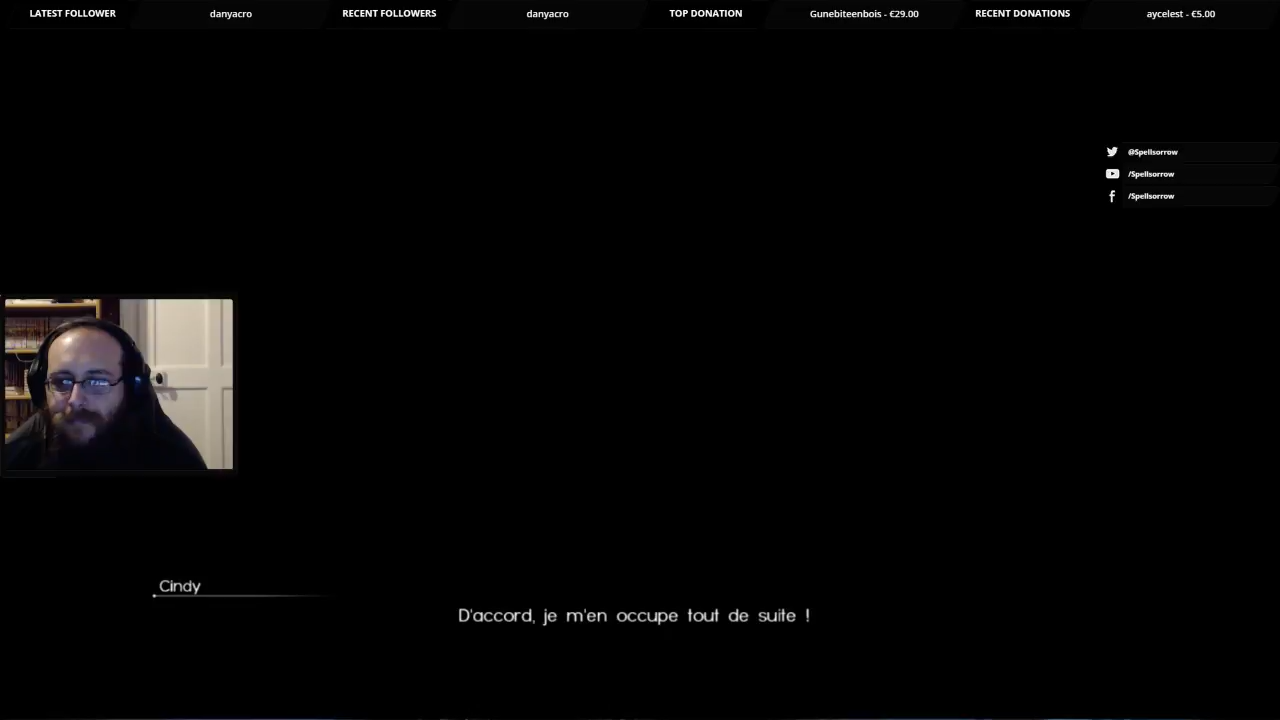 LATEST FOLLOWER danyacro RECENT FOLLOWERS danyacro TOP DONATION Gunebiteenbois - €29.00 RECENT DONATIONS aycelest - €5.00
@Spellsorrow
/Spellsorrow
/Spellsorrow
Cindy
D'accord, je m'en occupe tout de suite !